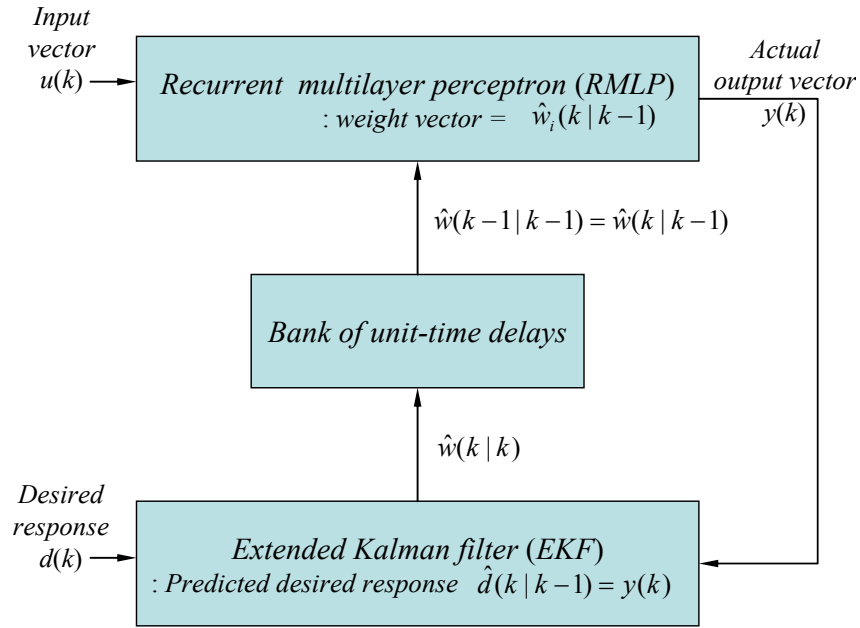 Input
vector
u(k)
Recurrent multilayer perceptron (RMLP)
: weight vector = ŵ_i(k | k−1)
Actual
output vector
y(k)
ŵ(k−1 | k−1) = ŵ(k | k−1)
Bank of unit-time delays
ŵ(k | k)
Desired
response
d(k)
Extended Kalman filter (EKF)
: Predicted desired response d̂(k | k−1) = y(k)